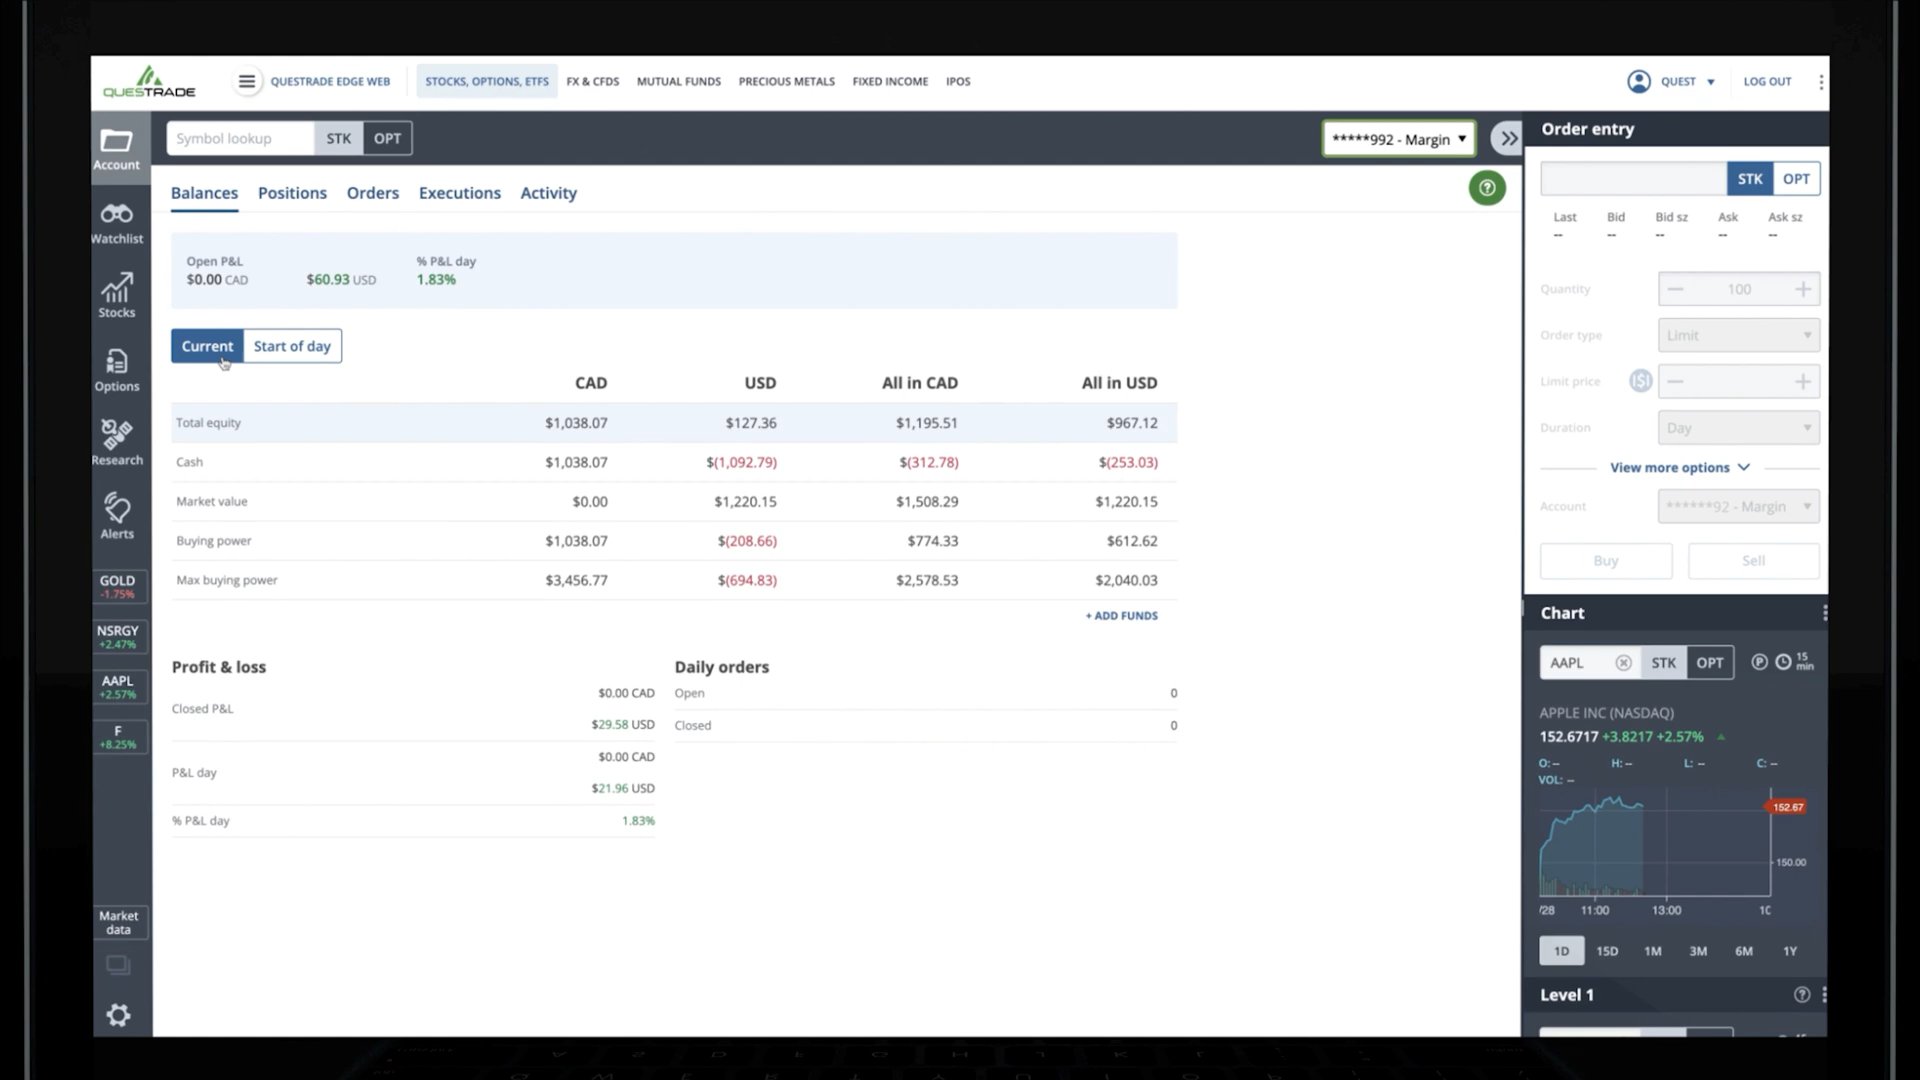 QUESTRADE
QUESTRADE EDGE WEB
STOCKS, OPTIONS, ETFS
FX & CFDS
MUTUAL FUNDS
PRECIOUS METALS
FIXED INCOME
IPOS
QUEST
LOG OUT
Account
Watchlist
Stocks
Options
Research
Alerts
GOLD
-1.75%
NSRGY
+2.47%
AAPL
+2.57%
F
+8.25%
Market
data
Symbol lookup STK OPT
*****992 - Margin
Balances Positions Orders Executions Activity
Open P&L % P&L day
$0.00 CAD $60.93 USD 1.83%
Current Start of day
CAD USD All in CAD All in USD
Total equity $1,038.07 $127.36 $1,195.51 $967.12
Cash $1,038.07 $(1,092.79) $(312.78) $(253.03)
Market value $0.00 $1,220.15 $1,508.29 $1,220.15
Buying power $1,038.07 $(208.66) $774.33 $612.62
Max buying power $3,456.77 $(694.83) $2,578.53 $2,040.03
+ ADD FUNDS
Profit & loss
$0.00 CAD
Closed P&L
$29.58 USD
$0.00 CAD
P&L day
$21.96 USD
% P&L day 1.83%
Daily orders
Open 0
Closed 0
Order entry
STK OPT
Last Bid Bid sz Ask Ask sz
-- -- -- -- --
Quantity 100
Order type Limit
Limit price
Duration Day
View more options
Account ******92 - Margin
Buy Sell
Chart
AAPL STK OPT P 15
min
APPLE INC (NASDAQ)
152.6717 +3.8217 +2.57%
O: -- H: -- L: -- C: --
VOL: --
152.67
150.00
/28 11:00 13:00
1D 15D 1M 3M 6M 1Y
Level 1